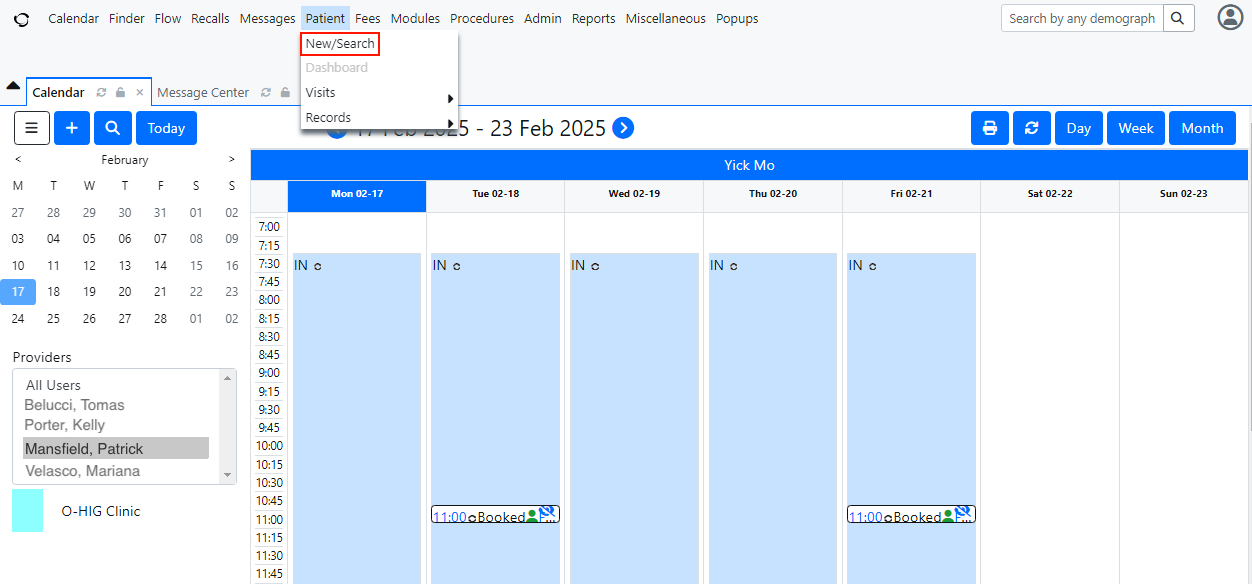 Calendar Finder Flow Recalls Messages Patient Fees Modules Procedures Admin Reports Miscellaneous Popups
Search by any demograph
New/Search
Dashboard
Visits
Records
Calendar
Message Center
Today
17 Feb 2025 - 23 Feb 2025
Day
Week
Month
< February >
M T W T F S S
27 28 29 30 31 01 02
03 04 05 06 07 08 09
10 11 12 13 14 15 16
17 18 19 20 21 22 23
24 25 26 27 28 01 02
Providers
All Users
Belucci, Tomas
Porter, Kelly
Mansfield, Patrick
Velasco, Mariana
O-HIG Clinic
Yick Mo
Mon 02-17 Tue 02-18 Wed 02-19 Thu 02-20 Fri 02-21 Sat 02-22 Sun 02-23
7:00
7:15
7:30 IN IN IN IN IN
7:45
8:00
8:15
8:30
8:45
9:00
9:15
9:30
9:45
10:00
10:15
10:30
10:45
11:00 11:00 Booked 11:00 Booked
11:15
11:30
11:45